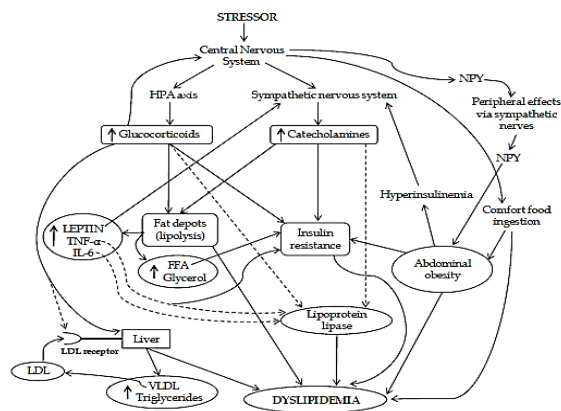 STRESSOR
Central Nervous
System
NPY
HPA axis
Sympathetic nervous system
Peripheral effects
via sympathetic
nerves
Glucocorticoids
Catecholamines
NPY
Hyperinsulinemia
Comfort food
ingestion
LEPTIN
TNF-α
IL-6
Fat depots
(lipolysis)
Insulin
resistance
FFA
Glycerol
Abdominal
obesity
Lipoprotein
lipase
LDL receptor
Liver
LDL
VLDL
Triglycerides
DYSLIPIDEMIA